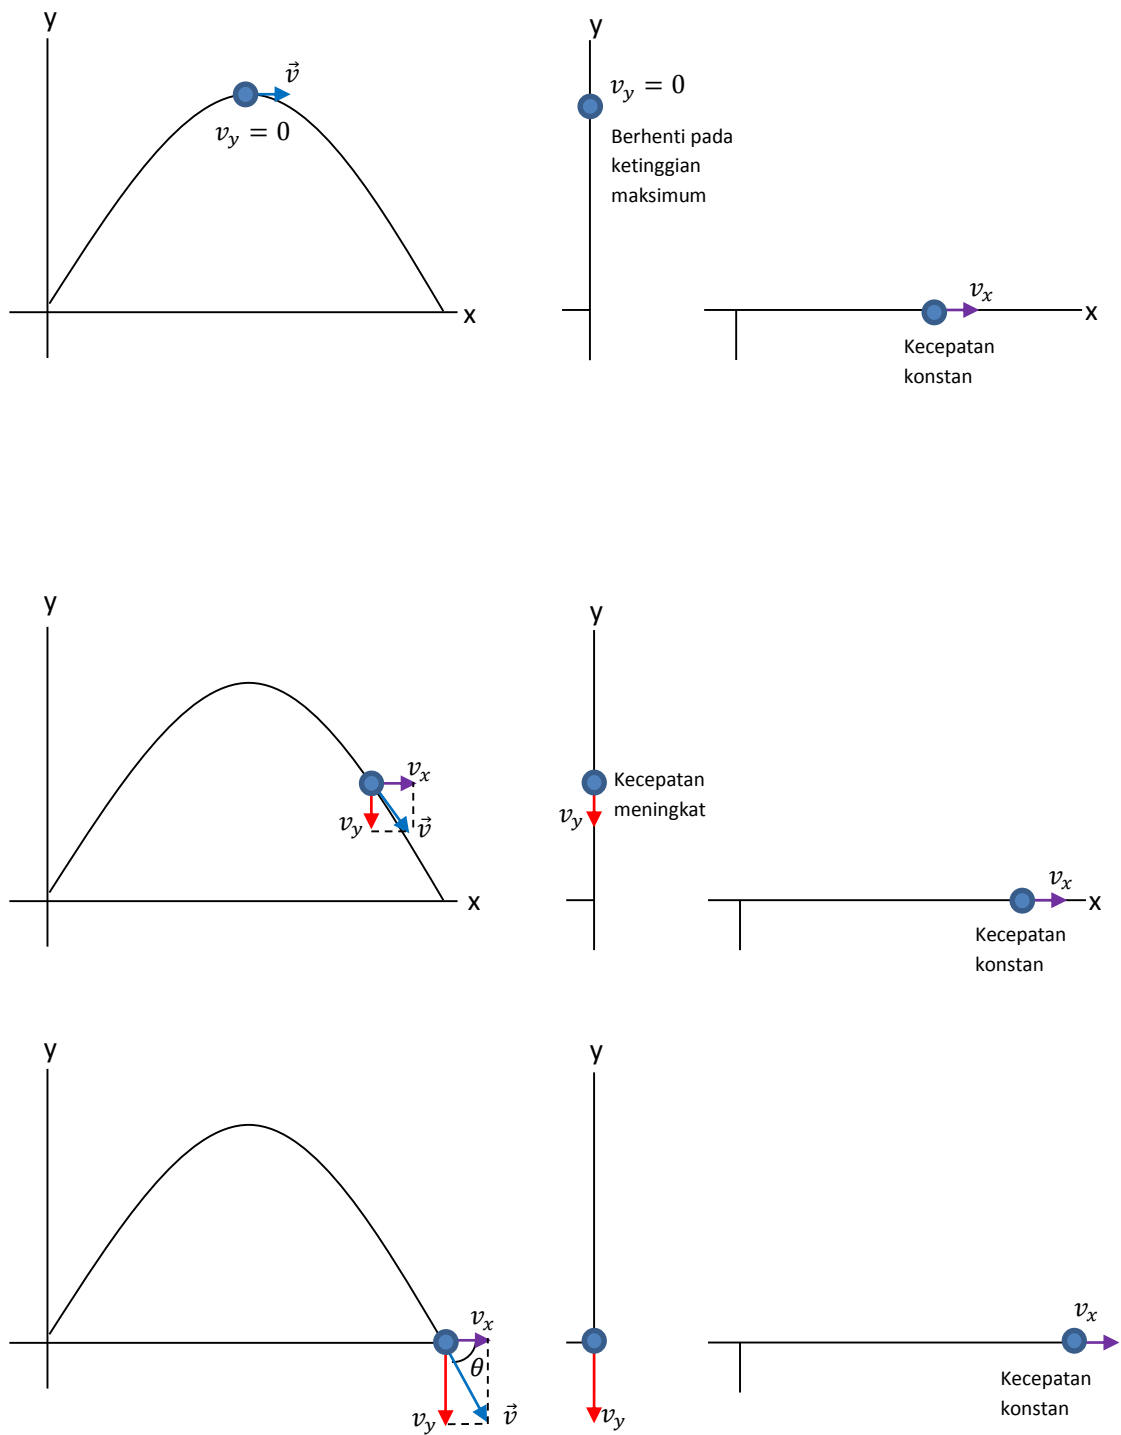 y
v⃗
v_y = 0
x
y
v_y = 0
Berhenti pada
ketinggian
maksimum
v_x
x
Kecepatan
konstan
y
v_x
v_y
v⃗
x
y
Kecepatan
meningkat
v_y
v_x
x
Kecepatan
konstan
y
v_x
θ
v_y
v⃗
y
v_y
v_x
Kecepatan
konstan